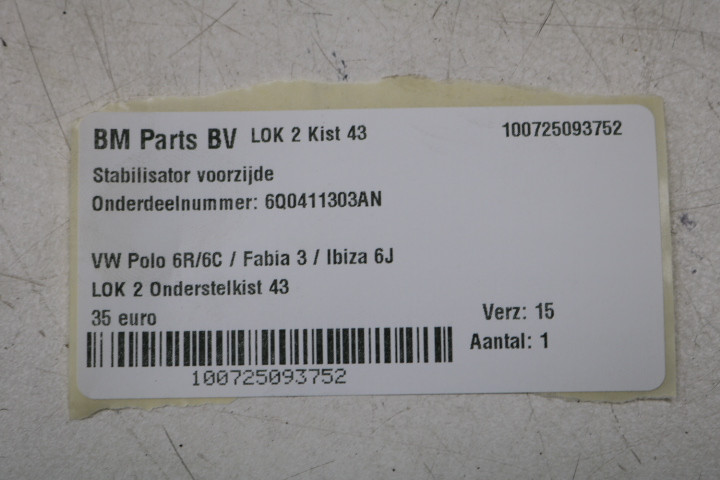 BM Parts BV LOK 2 Kist 43 100725093752
Stabilisator voorzijde
Onderdeelnummer: 6Q0411303AN
VW Polo 6R/6C / Fabia 3 / Ibiza 6J
LOK 2 Onderstelkist 43
35 euro Verz: 15
Aantal: 1
100725093752